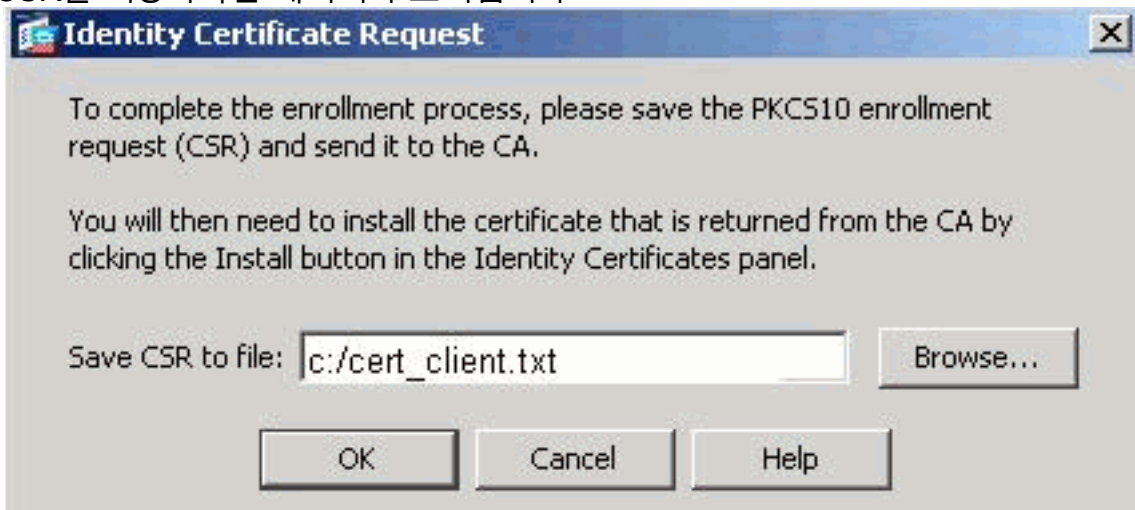 Identity Certificate Request
To complete the enrollment process, please save the PKCS10 enrollment
request (CSR) and send it to the CA.
You will then need to install the certificate that is returned from the CA by
clicking the Install button in the Identity Certificates panel.
Save CSR to file: c:/cert_client.txt Browse...
OK Cancel Help